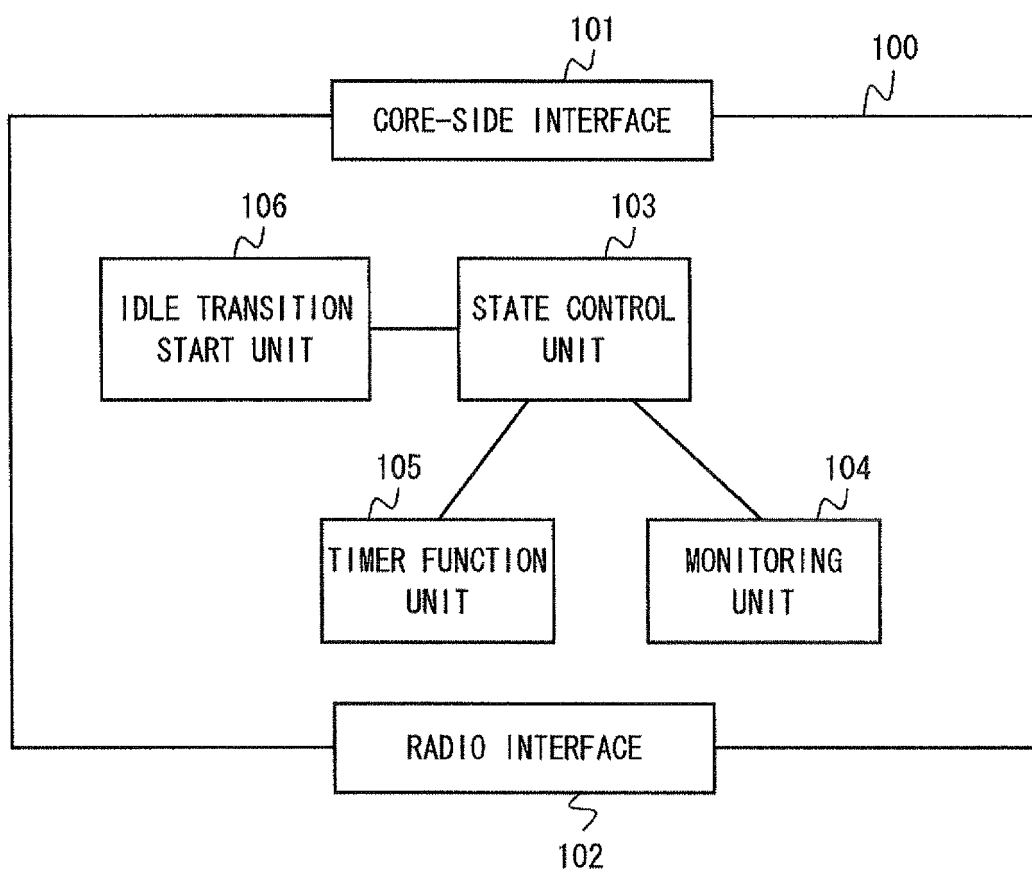 101
100
CORE-SIDE INTERFACE
106
103
IDLE TRANSITION
START UNIT
STATE CONTROL
UNIT
105
104
TIMER FUNCTION
UNIT
MONITORING
UNIT
RADIO INTERFACE
102